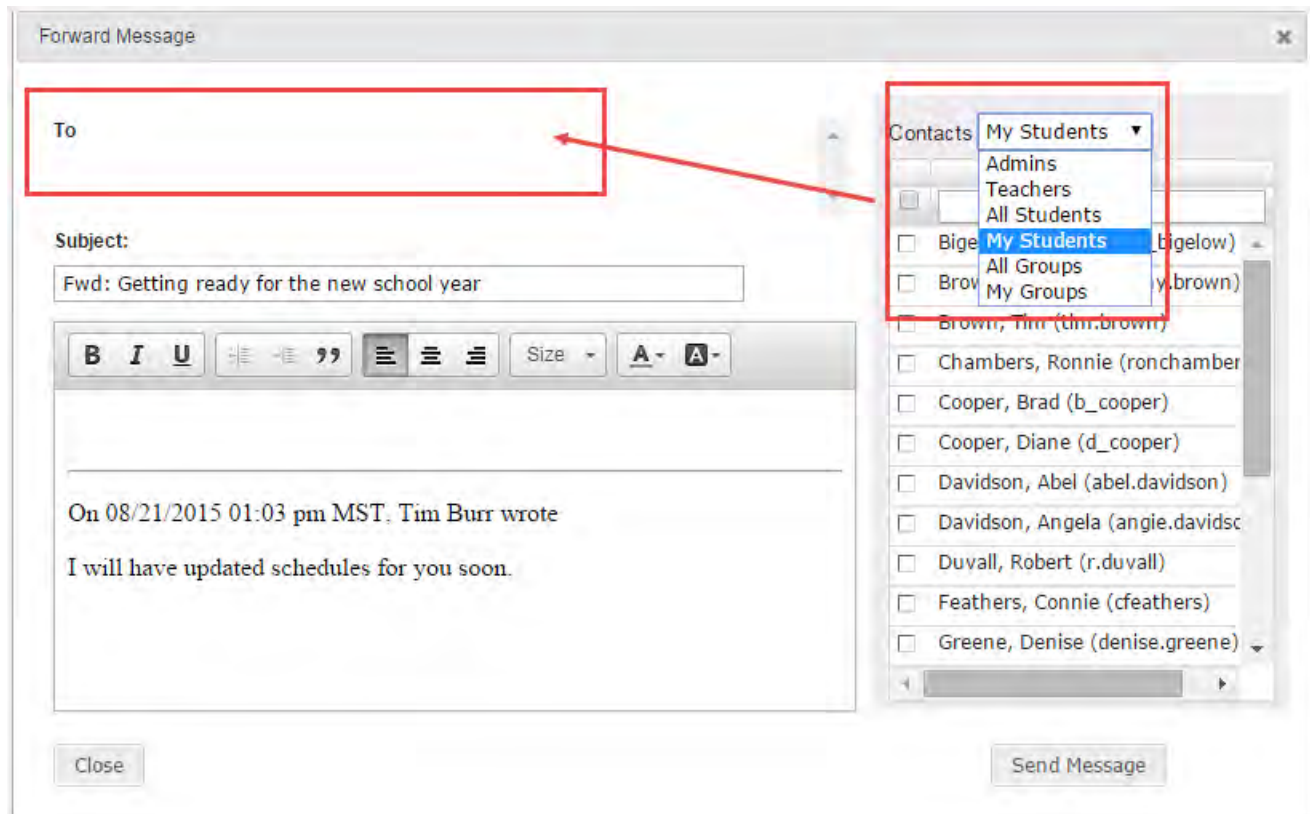 Forward Message
To
Subject:
Fwd: Getting ready for the new school year
B I U Size A A
On 08/21/2015 01:03 pm MST, Tim Burr wrote
I will have updated schedules for you soon.
Close
Contacts My Students
Admins
Teachers
All Students
My Students
All Groups
My Groups
Bige _bigelow)
Brow y.brown)
Brown, Tim (tim.brown)
Chambers, Ronnie (ronchamber
Cooper, Brad (b_cooper)
Cooper, Diane (d_cooper)
Davidson, Abel (abel.davidson)
Davidson, Angela (angie.davidsc
Duvall, Robert (r.duvall)
Feathers, Connie (cfeathers)
Greene, Denise (denise.greene)
Send Message